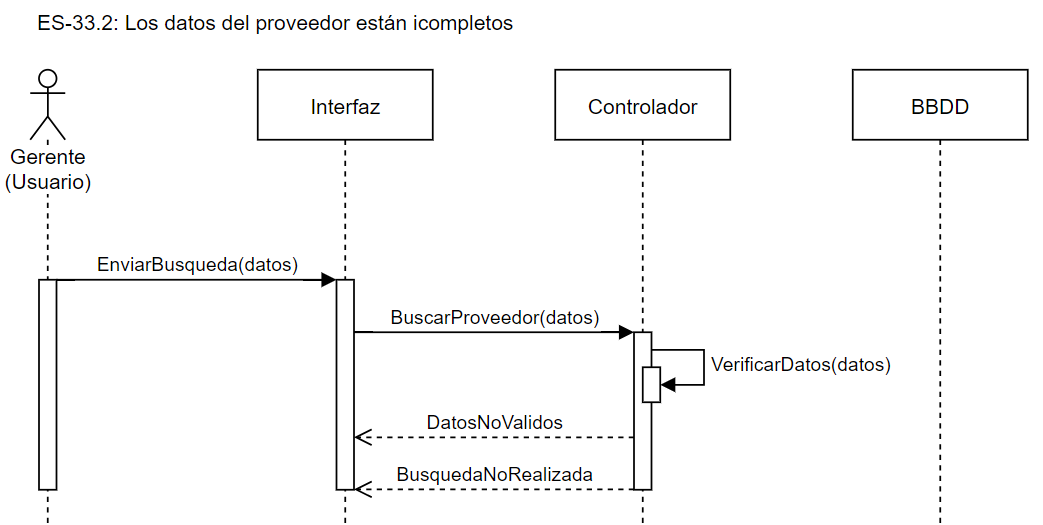 ES-33.2: Los datos del proveedor están icompletos
Interfaz
Controlador
BBDD
Gerente
(Usuario)
EnviarBusqueda(datos)
BuscarProveedor(datos)
VerificarDatos(datos)
DatosNoValidos
BusquedaNoRealizada